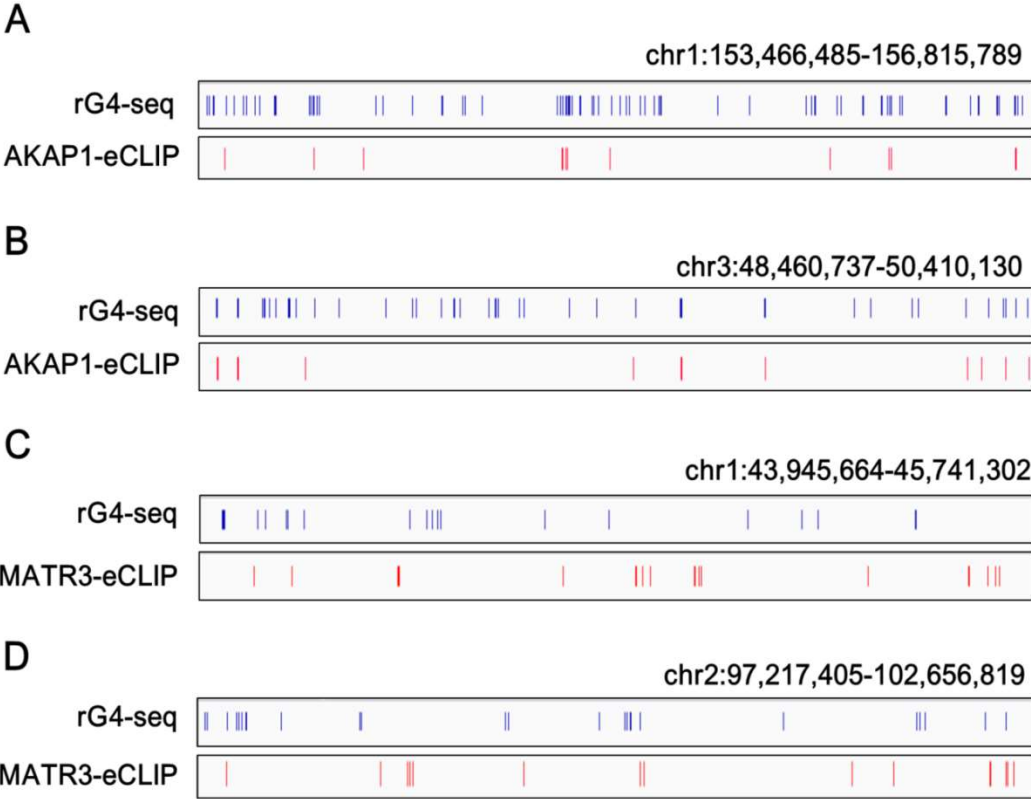 A
chr1:153,466,485-156,815,789
rG4-seq
AKAP1-eCLIP
B
chr3:48,460,737-50,410,130
rG4-seq
AKAP1-eCLIP
C
chr1:43,945,664-45,741,302
rG4-seq
MATR3-eCLIP
D
chr2:97,217,405-102,656,819
rG4-seq
MATR3-eCLIP